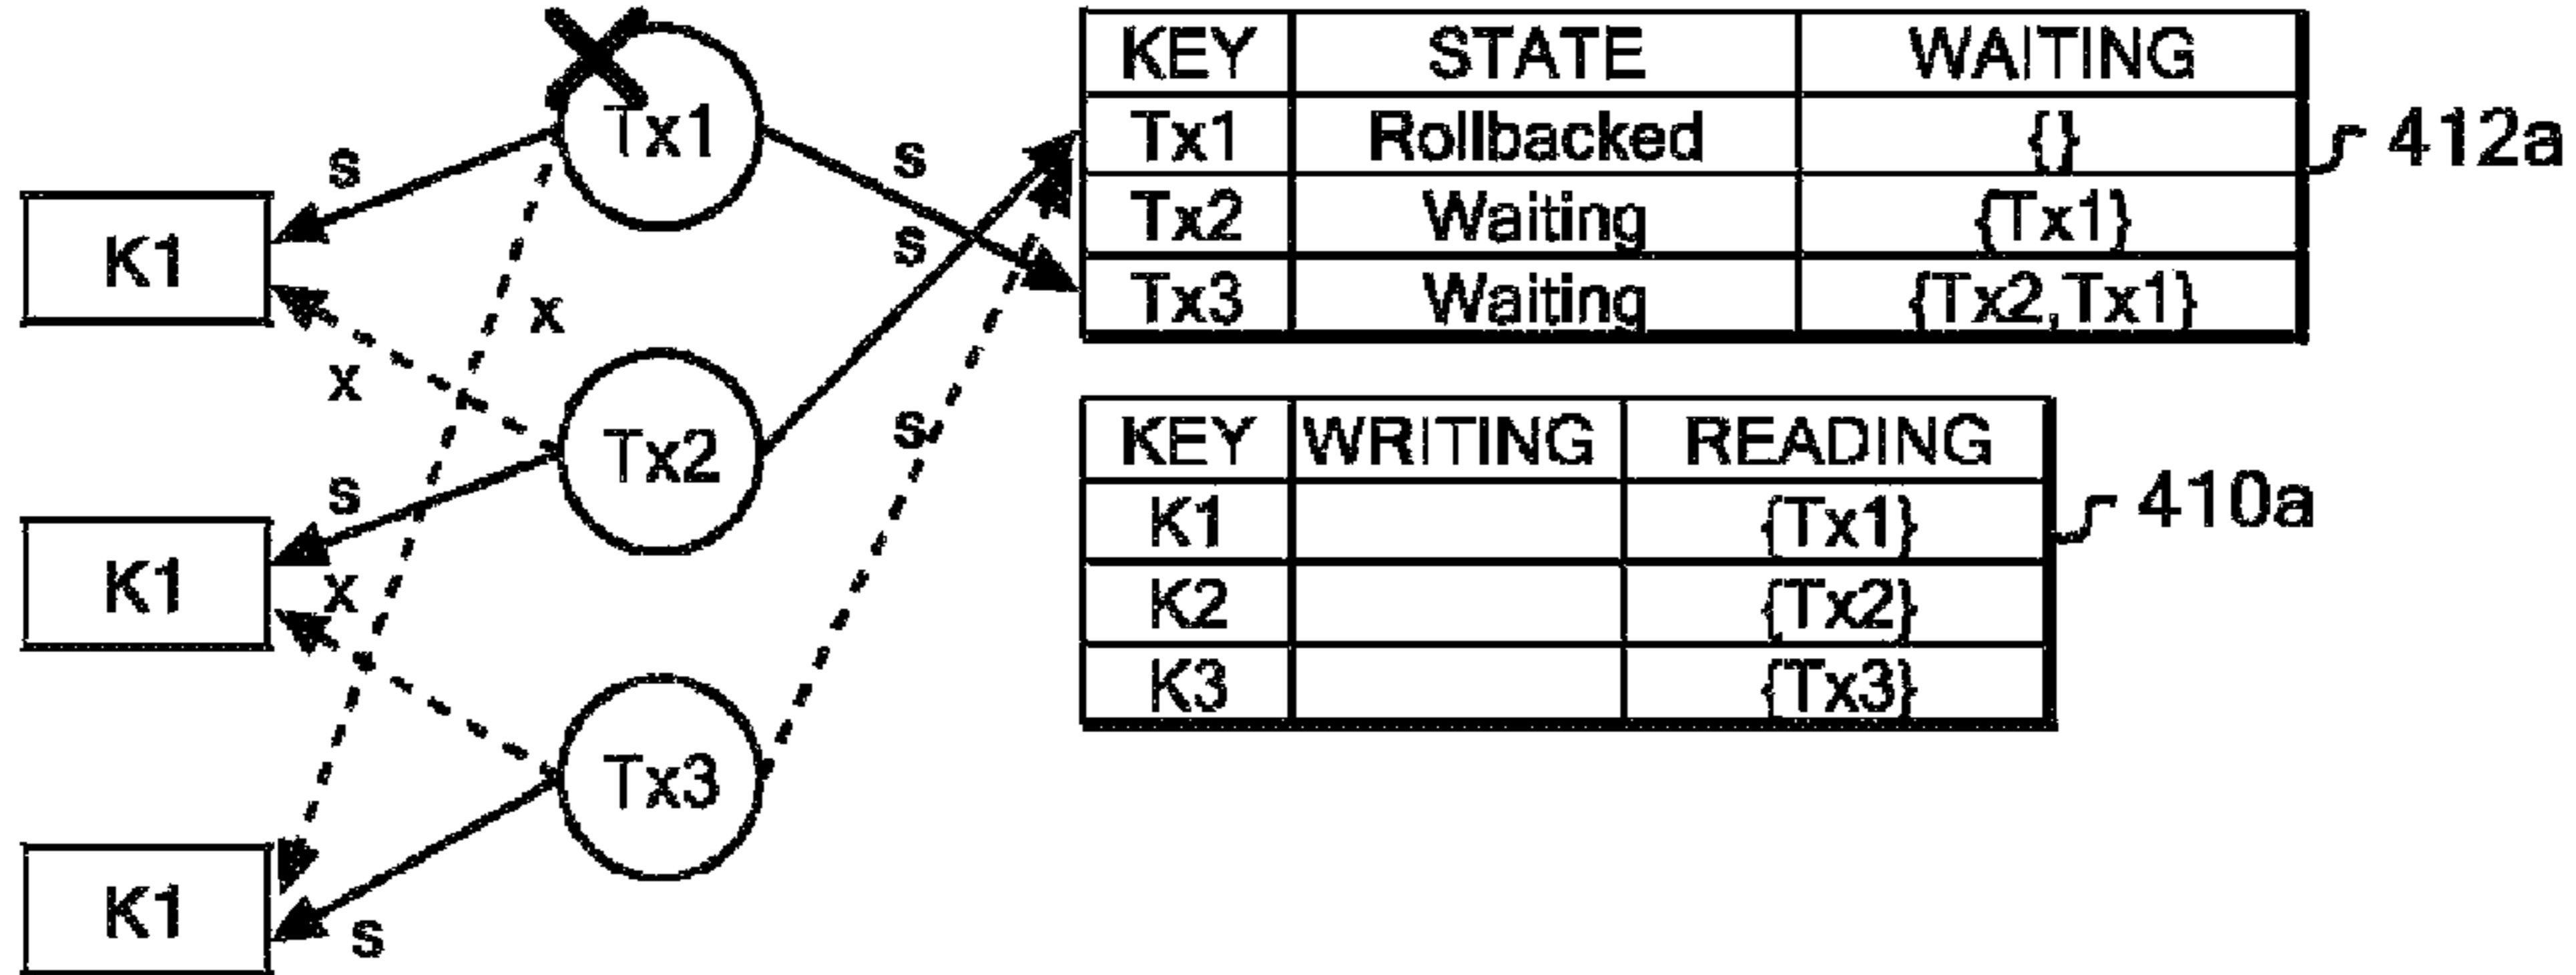 Tx1
s
K1
x
x
Tx2
s
K1
x
Tx3
K1
s
s
s
s
KEY STATE WAITING
Tx1 Rollbacked {}
Tx2 Waiting {Tx1}
Tx3 Waiting {Tx2,Tx1}
412a
KEY WRITING READING
K1 {Tx1}
K2 {Tx2}
K3 {Tx3}
410a